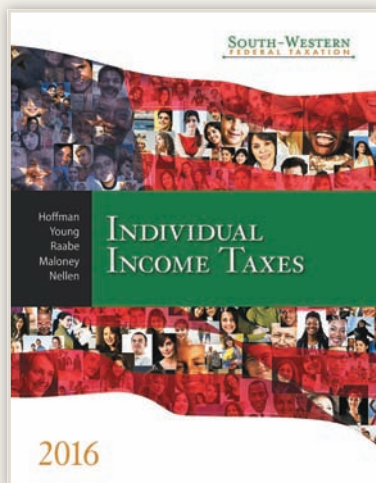 SOUTH-WESTERN
FEDERAL TAXATION
Hoffman
Young
Raabe
Maloney
Nellen
INDIVIDUAL
INCOME TAXES
2016